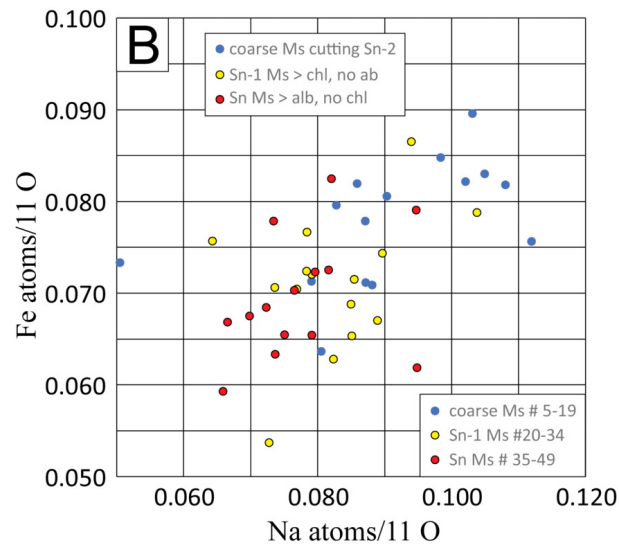 B
coarse Ms cutting Sn-2
Sn-1 Ms > chl, no ab
Sn Ms > alb, no chl
0.100
0.090
0.080
0.070
0.060
0.050
Fe atoms/11 O
coarse Ms # 5-19
Sn-1 Ms #20-34
Sn Ms # 35-49
0.060 0.080 0.100 0.120
Na atoms/11 O